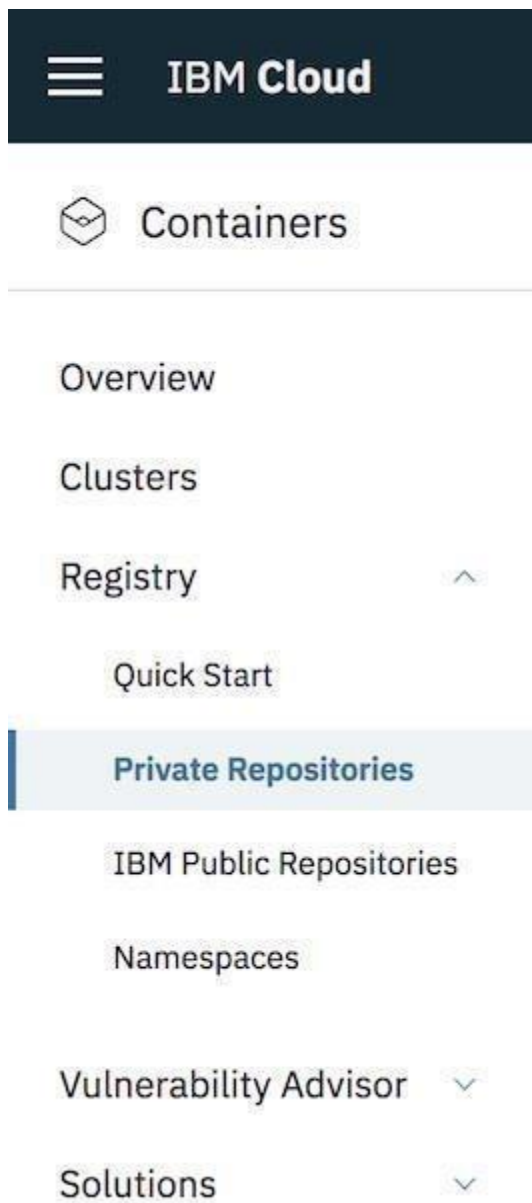 IBM Cloud
Containers
Overview
Clusters
Registry
Quick Start
Private Repositories
IBM Public Repositories
Namespaces
Vulnerability Advisor
Solutions